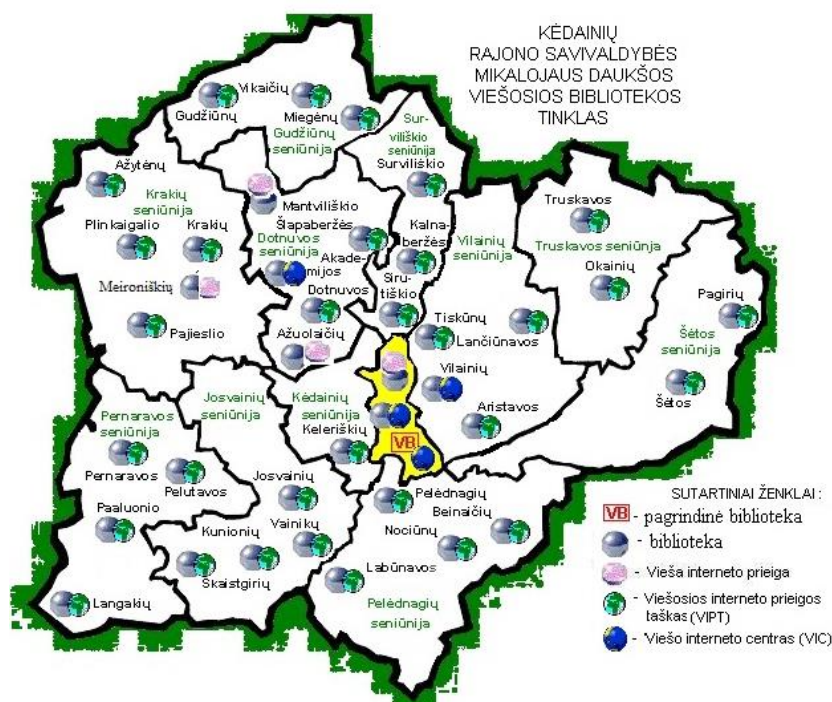 KĖDAINIŲ
RAJONO SAVIVALDYBĖS
MIKALOJAUS DAUKŠOS
VIEŠOSIOS BIBLIOTEKOS
TINKLAS
Vikaičių
Gudžiūnų
Miegėnų
Gudžiūnų
seniūnija
Sur-
viliškio
seniūnija
Surviliškio
Ažytėnų
Krakių
seniūnija
Plinkaigalio
Krakių
Meironiškių
Pajieslio
Mantviliškio
Šlapaberžės
Dotnuvos
seniūnija
Akade-
mijos
Dotnuvos
Ažuolaičių
Kalna-
beržės
Siru-
tiškio
Vilainių
seniūnija
Truskavos
Truskavos seniūnja
Okainių
Pagirių
Šėtos
seniūnija
Šėtos
Tiskūnų
Lančiūnavos
Vilainių
Aristavos
Josvainių
seniūnija
Kėdainių
seniūnija
Keleriškių
VB
Pernaravos
seniūnija
Pernaravos
Pelutavos
Paaluonio
Langakių
Josvainių
Kunionių
Vainikų
Skaistgirių
Pelėdnagių
Beinaičių
Nociūnų
Labūnavos
Pelėdnagių
seniūnija
SUTARTINIAI ŽENKLAI :
VB - pagrindinė biblioteka
- biblioteka
- Vieša interneto prieiga
- Viešosios interneto prieigos
taškas (VIPT)
- Viešo interneto centras (VIC)